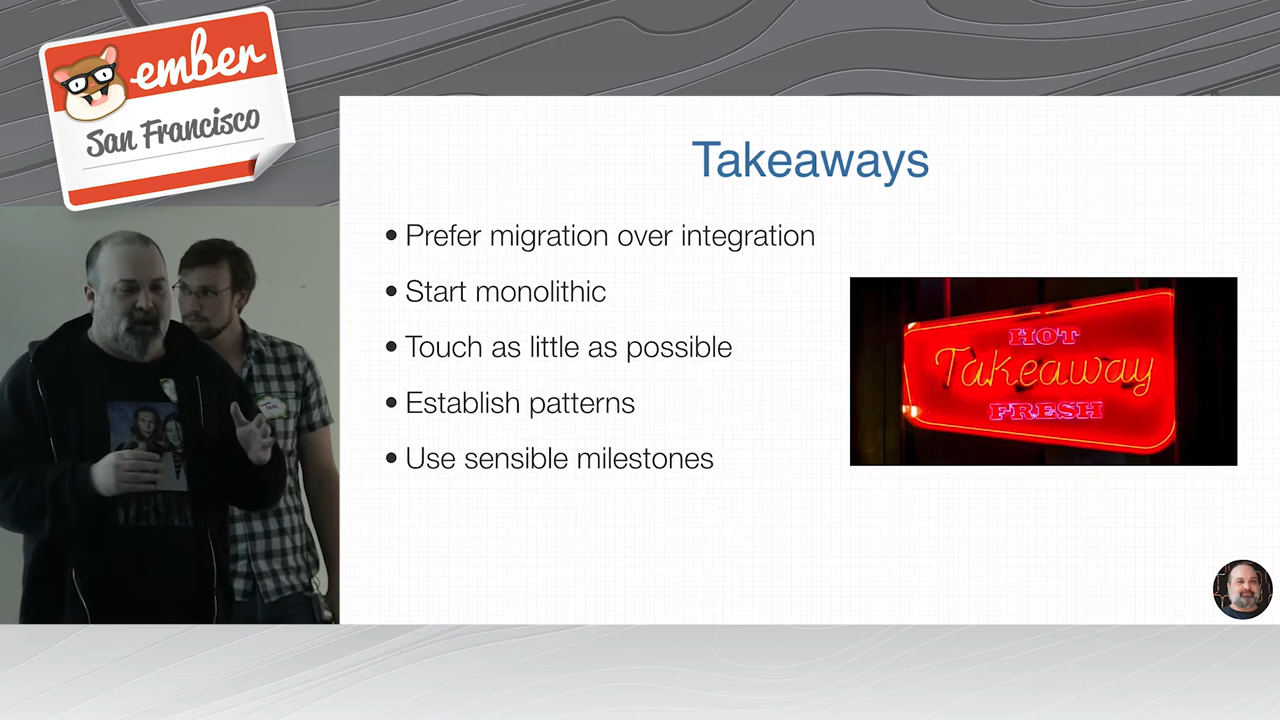 ember
San Francisco
Takeaways
• Prefer migration over integration
• Start monolithic
• Touch as little as possible
• Establish patterns
• Use sensible milestones
HOT
Takeaway
FRESH